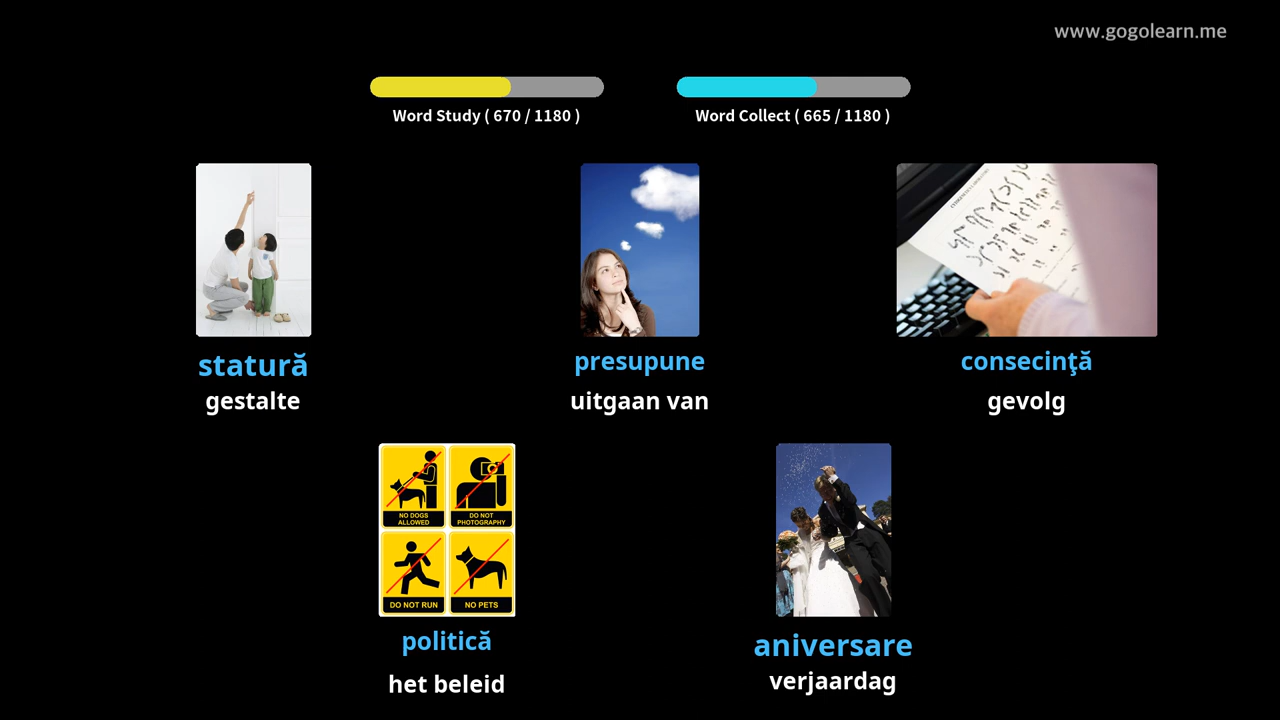 www.gogolearn.me
Word Study ( 670 / 1180 )
Word Collect ( 665 / 1180 )
statură
gestalte
presupune
uitgaan van
consecinţă
gevolg
NO DOGS
ALLOWED
DO NOT
PHOTOGRAPHY
DO NOT RUN
NO PETS
politică
het beleid
aniversare
verjaardag